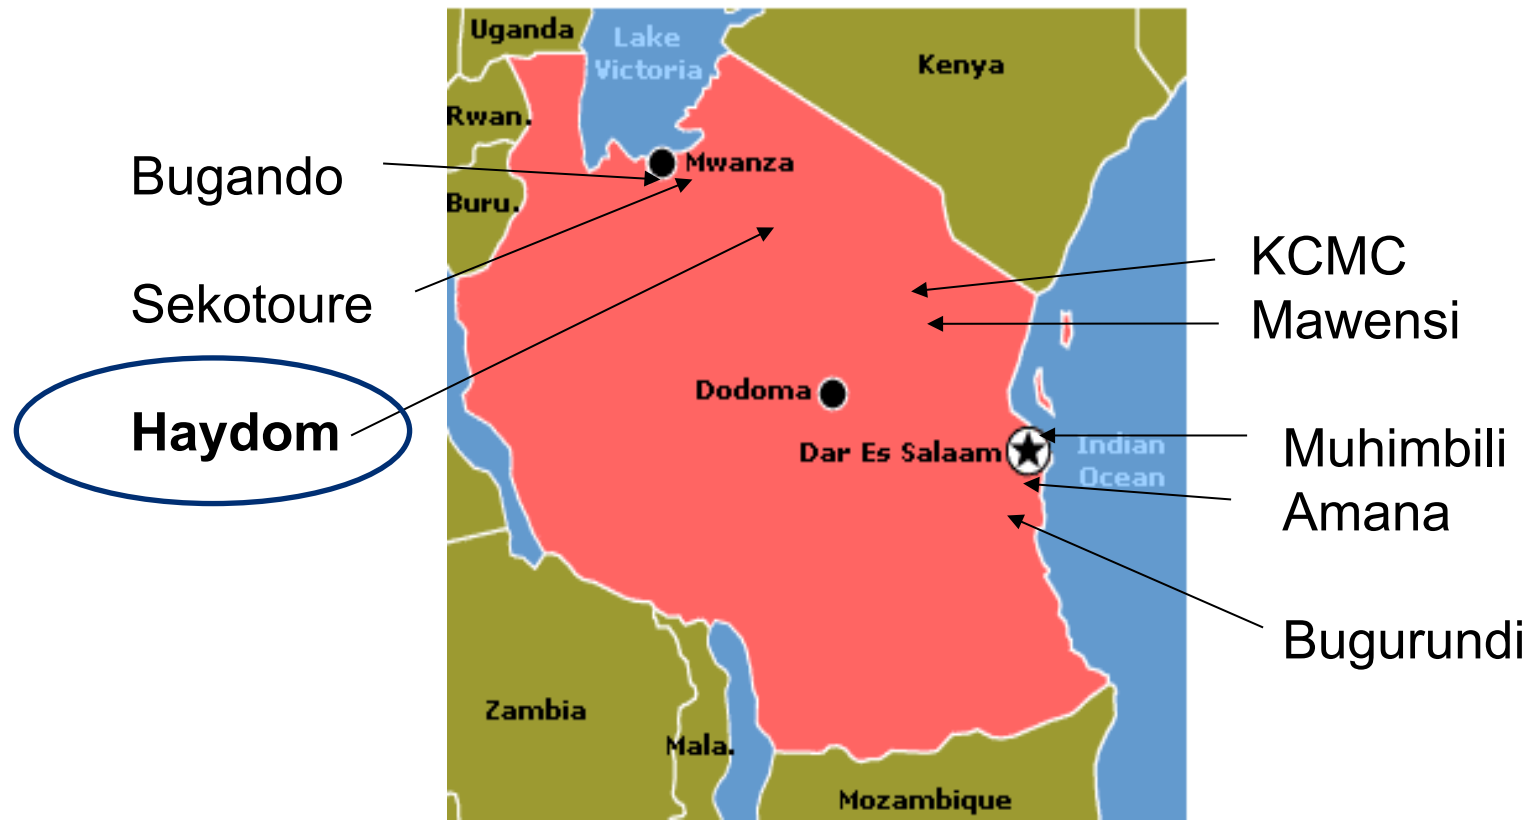 Uganda
Lake
Victoria
Kenya
Rwan.
Bugando
Mwanza
Buru.
KCMC
Sekotoure
Mawensi
Dodoma
Haydom
Dar Es Salaam
Indian
Ocean
Muhimbili
Amana
Bugurundi
Zambia
Mala.
Mozambique